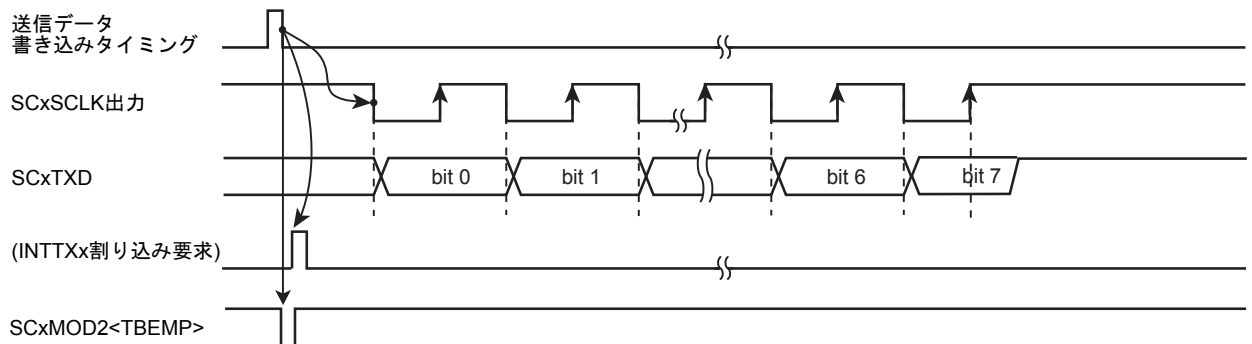 送信データ
書き込みタイミング
SCxSCLK出力
SCxTXD
bit 0
bit 1
bit 6
bit 7
(INTTXx割り込み要求)
SCxMOD2<TBEMP>